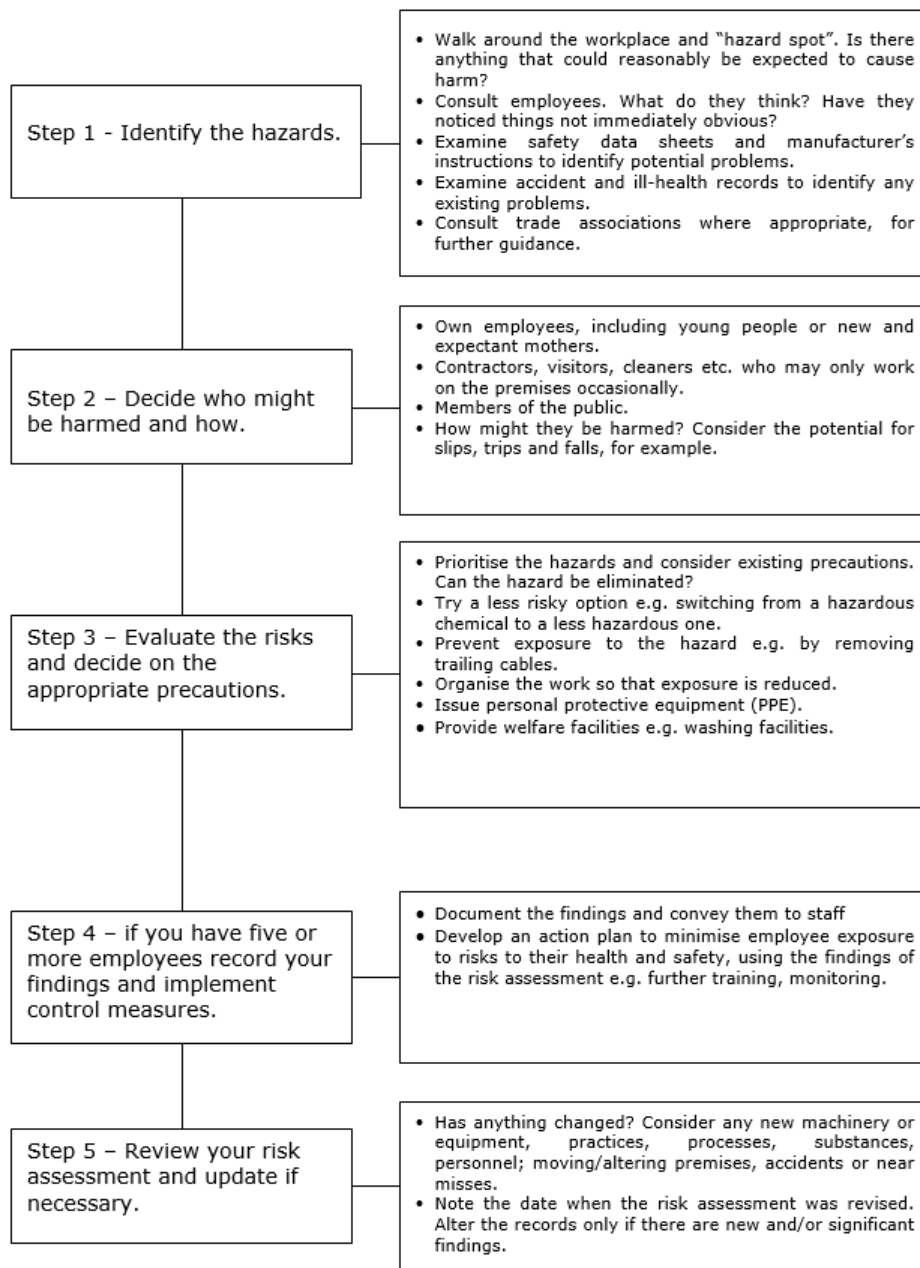 Step 1 - Identify the hazards.
• Walk around the workplace and “hazard spot”. Is there
anything that could reasonably be expected to cause
harm?
• Consult employees. What do they think? Have they
noticed things not immediately obvious?
• Examine safety data sheets and manufacturer’s
instructions to identify potential problems.
• Examine accident and ill-health records to identify any
existing problems.
• Consult trade associations where appropriate, for
further guidance.
Step 2 – Decide who might
be harmed and how.
• Own employees, including young people or new and
expectant mothers.
• Contractors, visitors, cleaners etc. who may only work
on the premises occasionally.
• Members of the public.
• How might they be harmed? Consider the potential for
slips, trips and falls, for example.
Step 3 – Evaluate the risks
and decide on the
appropriate precautions.
• Prioritise the hazards and consider existing precautions.
Can the hazard be eliminated?
• Try a less risky option e.g. switching from a hazardous
chemical to a less hazardous one.
• Prevent exposure to the hazard e.g. by removing
trailing cables.
• Organise the work so that exposure is reduced.
• Issue personal protective equipment (PPE).
• Provide welfare facilities e.g. washing facilities.
Step 4 – if you have five or
more employees record your
findings and implement
control measures.
• Document the findings and convey them to staff
• Develop an action plan to minimise employee exposure
to risks to their health and safety, using the findings of
the risk assessment e.g. further training, monitoring.
Step 5 – Review your risk
assessment and update if
necessary.
• Has anything changed? Consider any new machinery or
equipment, practices, processes, substances,
personnel; moving/altering premises, accidents or near
misses.
• Note the date when the risk assessment was revised.
Alter the records only if there are new and/or significant
findings.